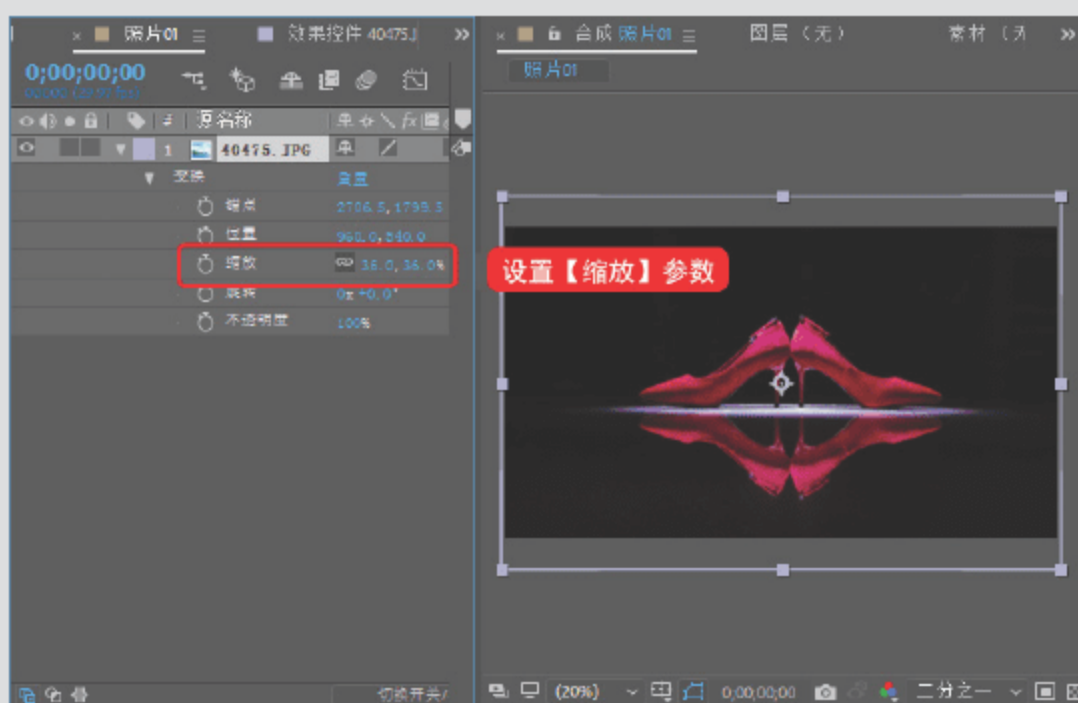 照片01
效果控件 40475.J
合成 照片01
图层（无）
素材（无
0;00;00;00
照片01
# 源名称
fx
1 40475.JPG
变换 重置
锚点 2706.5,1799.5
位置 960.0,540.0
缩放 36.0,36.0%
设置【缩放】参数
旋转 0x+0.0°
不透明度 100%
切换开关/
(20%)
0;00;00;00
二分之一